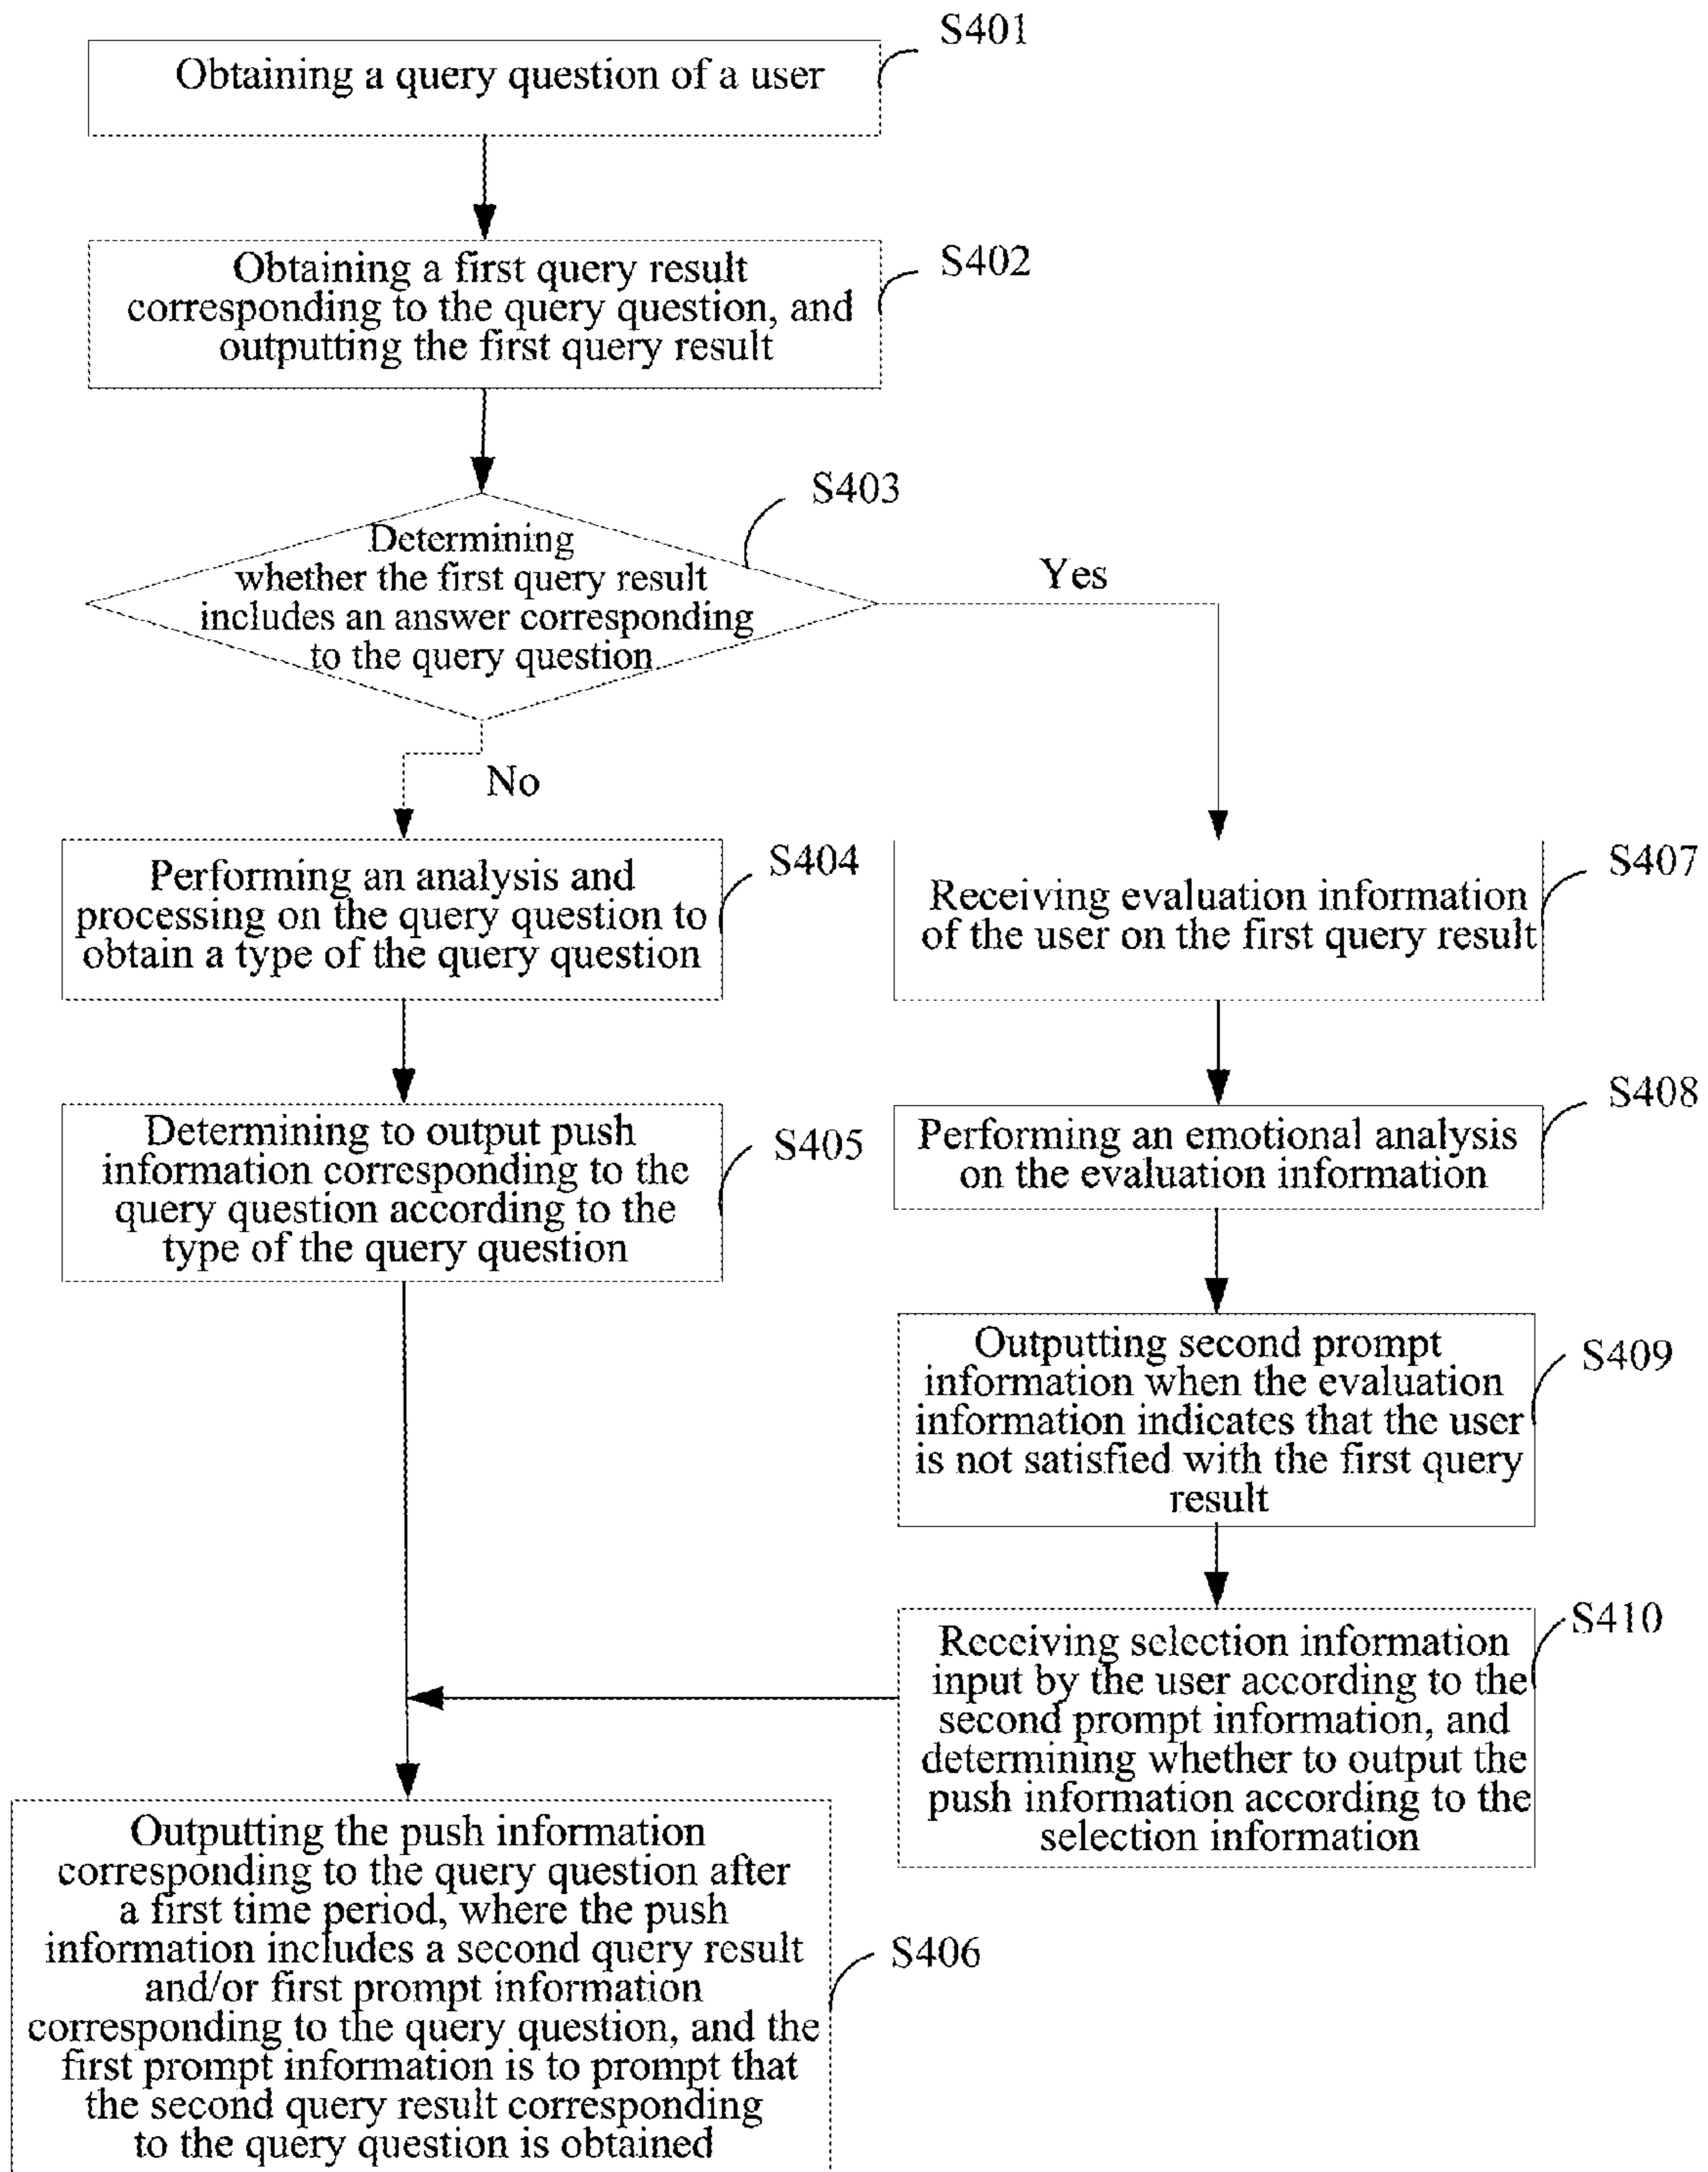 S401
Obtaining a query question of a user
S402
Obtaining a first query result
corresponding to the query question, and
outputting the first query result
S403
Determining
whether the first query result
includes an answer corresponding
to the query question
Yes
No
S404
Performing an analysis and
processing on the query question to
obtain a type of the query question
S407
Receiving evaluation information
of the user on the first query result
S405
Determining to output push
information corresponding to the
query question according to the
type of the query question
S408
Performing an emotional analysis
on the evaluation information
S409
Outputting second prompt
information when the evaluation
information indicates that the user
is not satisfied with the first query
result
S410
Receiving selection information
input by the user according to the
second prompt information, and
determining whether to output the
push information according to the
selection information
S406
Outputting the push information
corresponding to the query question after
a first time period, where the push
information includes a second query result
and/or first prompt information
corresponding to the query question, and the
first prompt information is to prompt that
the second query result corresponding
to the query question is obtained